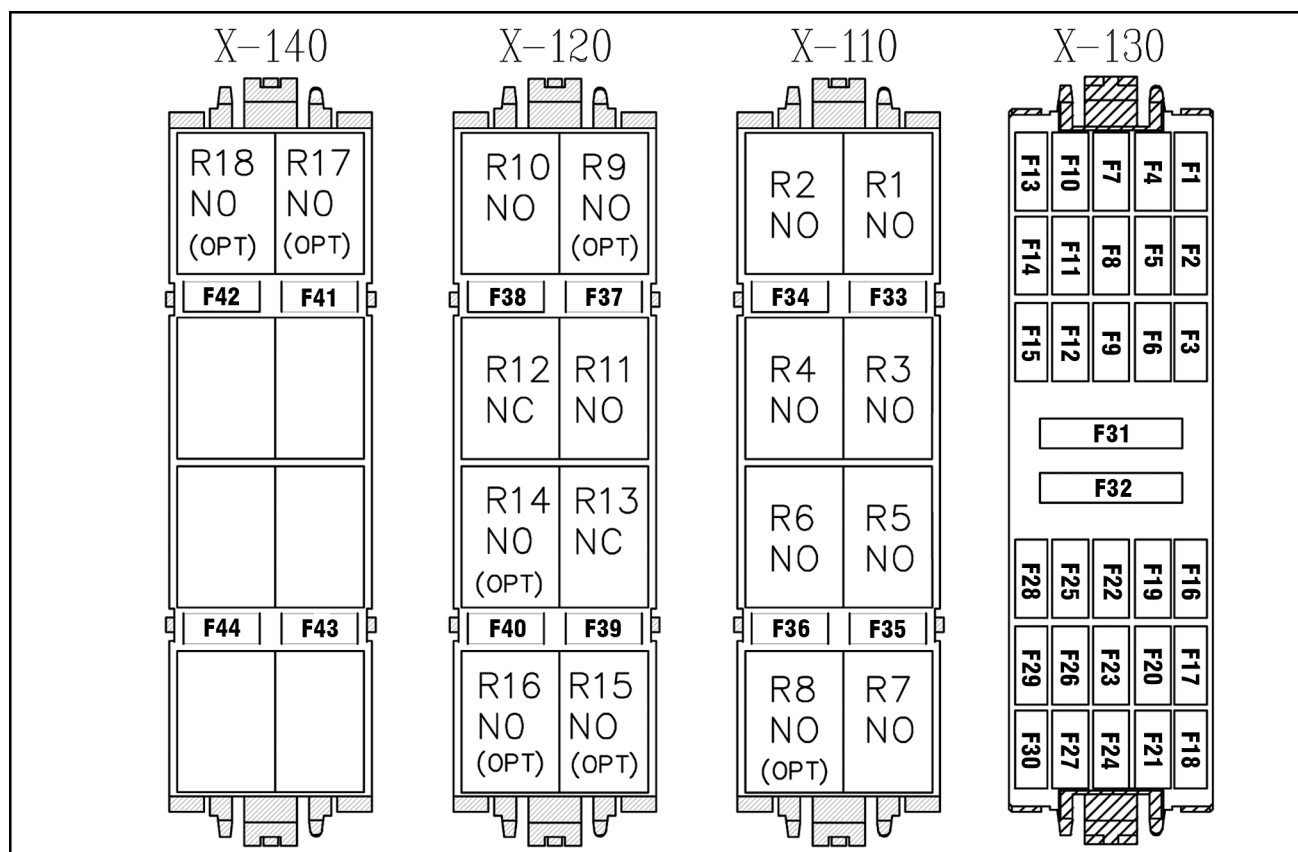 X-140
R18 R17
NO NO
(OPT) (OPT)
F42 F41
F44 F43
X-120
R10 R9
NO NO
(OPT)
F38 F37
R12 R11
NC NO
R14 R13
NO NC
(OPT)
F40 F39
R16 R15
NO NO
(OPT) (OPT)
X-110
R2 R1
NO NO
F34 F33
R4 R3
NO NO
R6 R5
NO NO
F36 F35
R8 R7
NO NO
(OPT)
X-130
F13 F10 F7 F4 F1
F14 F11 F8 F5 F2
F15 F12 F9 F6 F3
F31
F32
F28 F25 F22 F19 F16
F29 F26 F23 F20 F17
F30 F27 F24 F21 F18